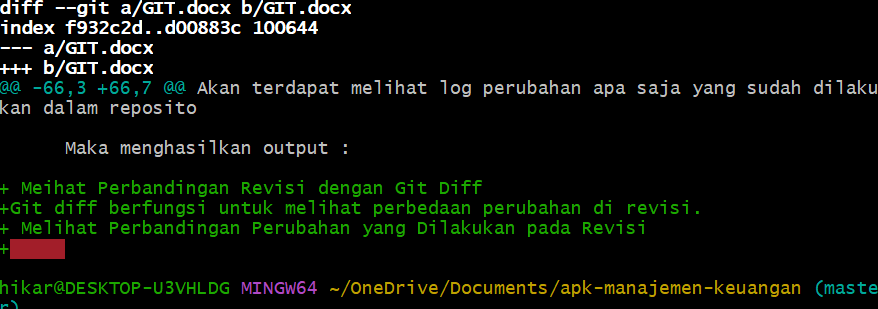 diff --git a/GIT.docx b/GIT.docx
index f932c2d..d00883c 100644
--- a/GIT.docx
+++ b/GIT.docx
@@ -66,3 +66,7 @@ Akan terdapat melihat log perubahan apa saja yang sudah dilaku
kan dalam reposito
Maka menghasilkan output :
+ Meihat Perbandingan Revisi dengan Git Diff
+Git diff berfungsi untuk melihat perbedaan perubahan di revisi.
+ Melihat Perbandingan Perubahan yang Dilakukan pada Revisi
+
hikar@DESKTOP-U3VHLDG MINGW64 ~/OneDrive/Documents/apk-manajemen-keuangan (maste
r)